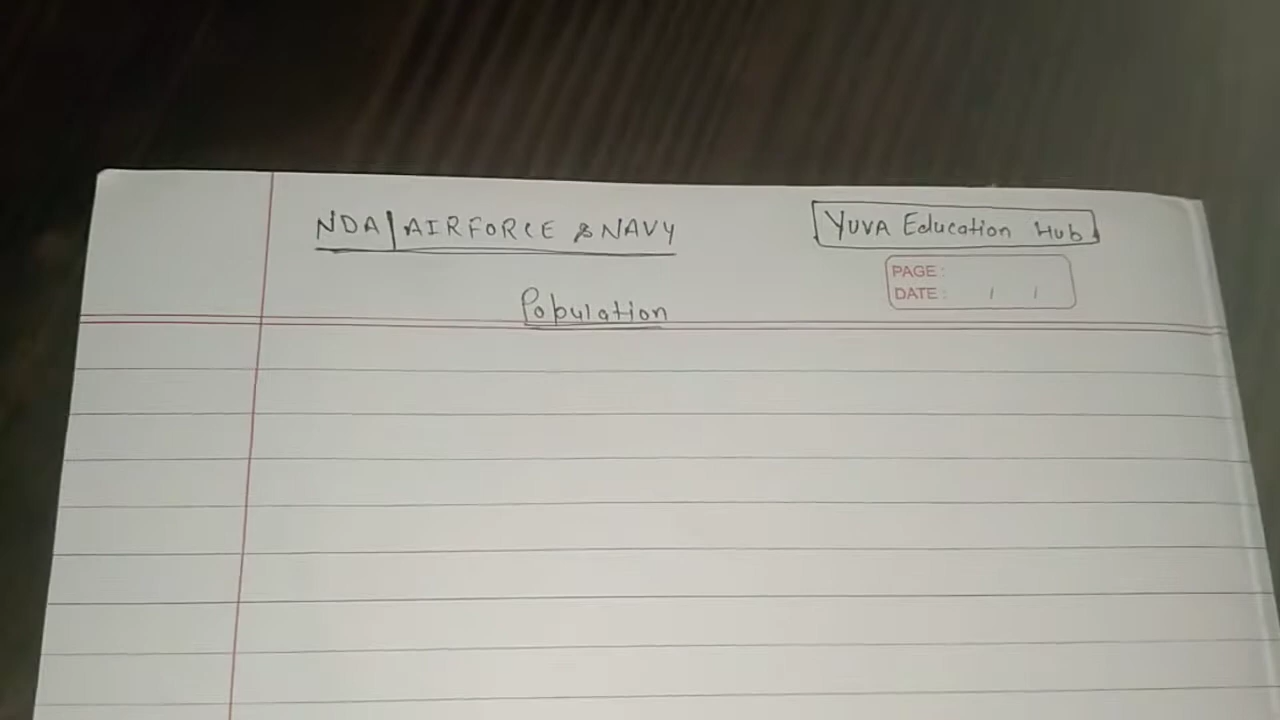 NDA|AIRFORCE & NAVY
YUVA Education Hub
PAGE :
DATE : / /
Population